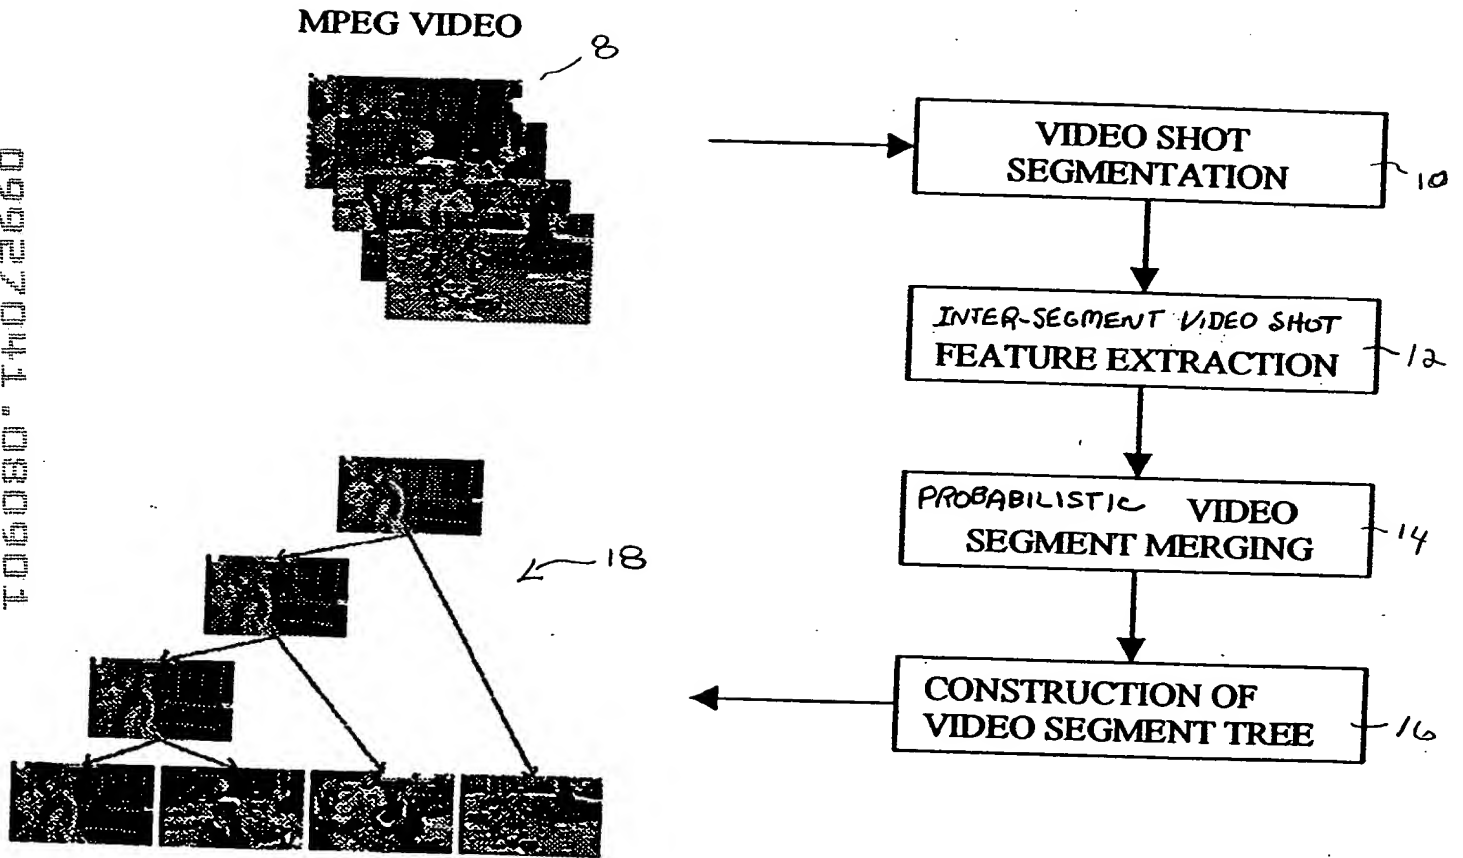 MPEG VIDEO
8
VIDEO SHOT
SEGMENTATION
10
INTER-SEGMENT VIDEO SHOT
FEATURE EXTRACTION
12
PROBABILISTIC VIDEO
SEGMENT MERGING
14
CONSTRUCTION OF
VIDEO SEGMENT TREE
16
18